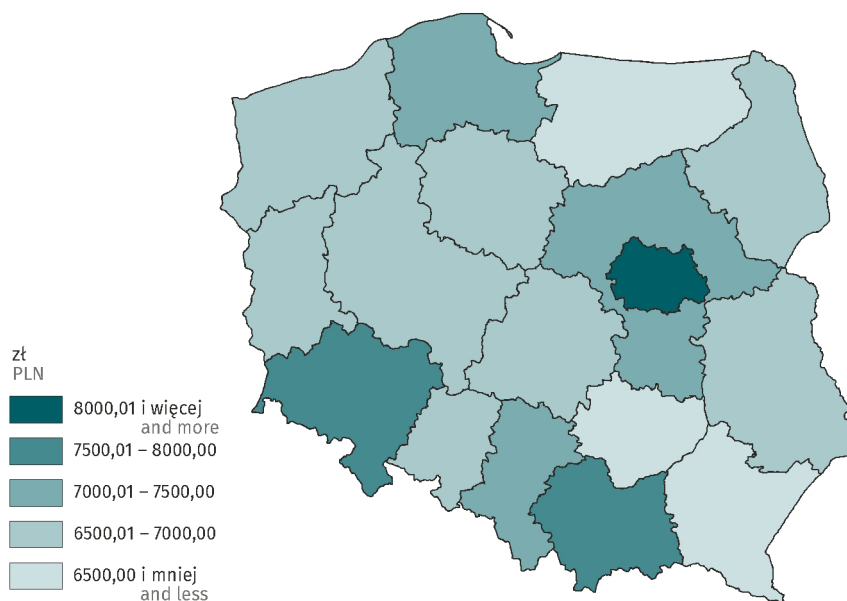 zł
PLN
8000,01 i więcej
and more
7500,01 – 8000,00
7000,01 – 7500,00
6500,01 – 7000,00
6500,00 i mniej
and less